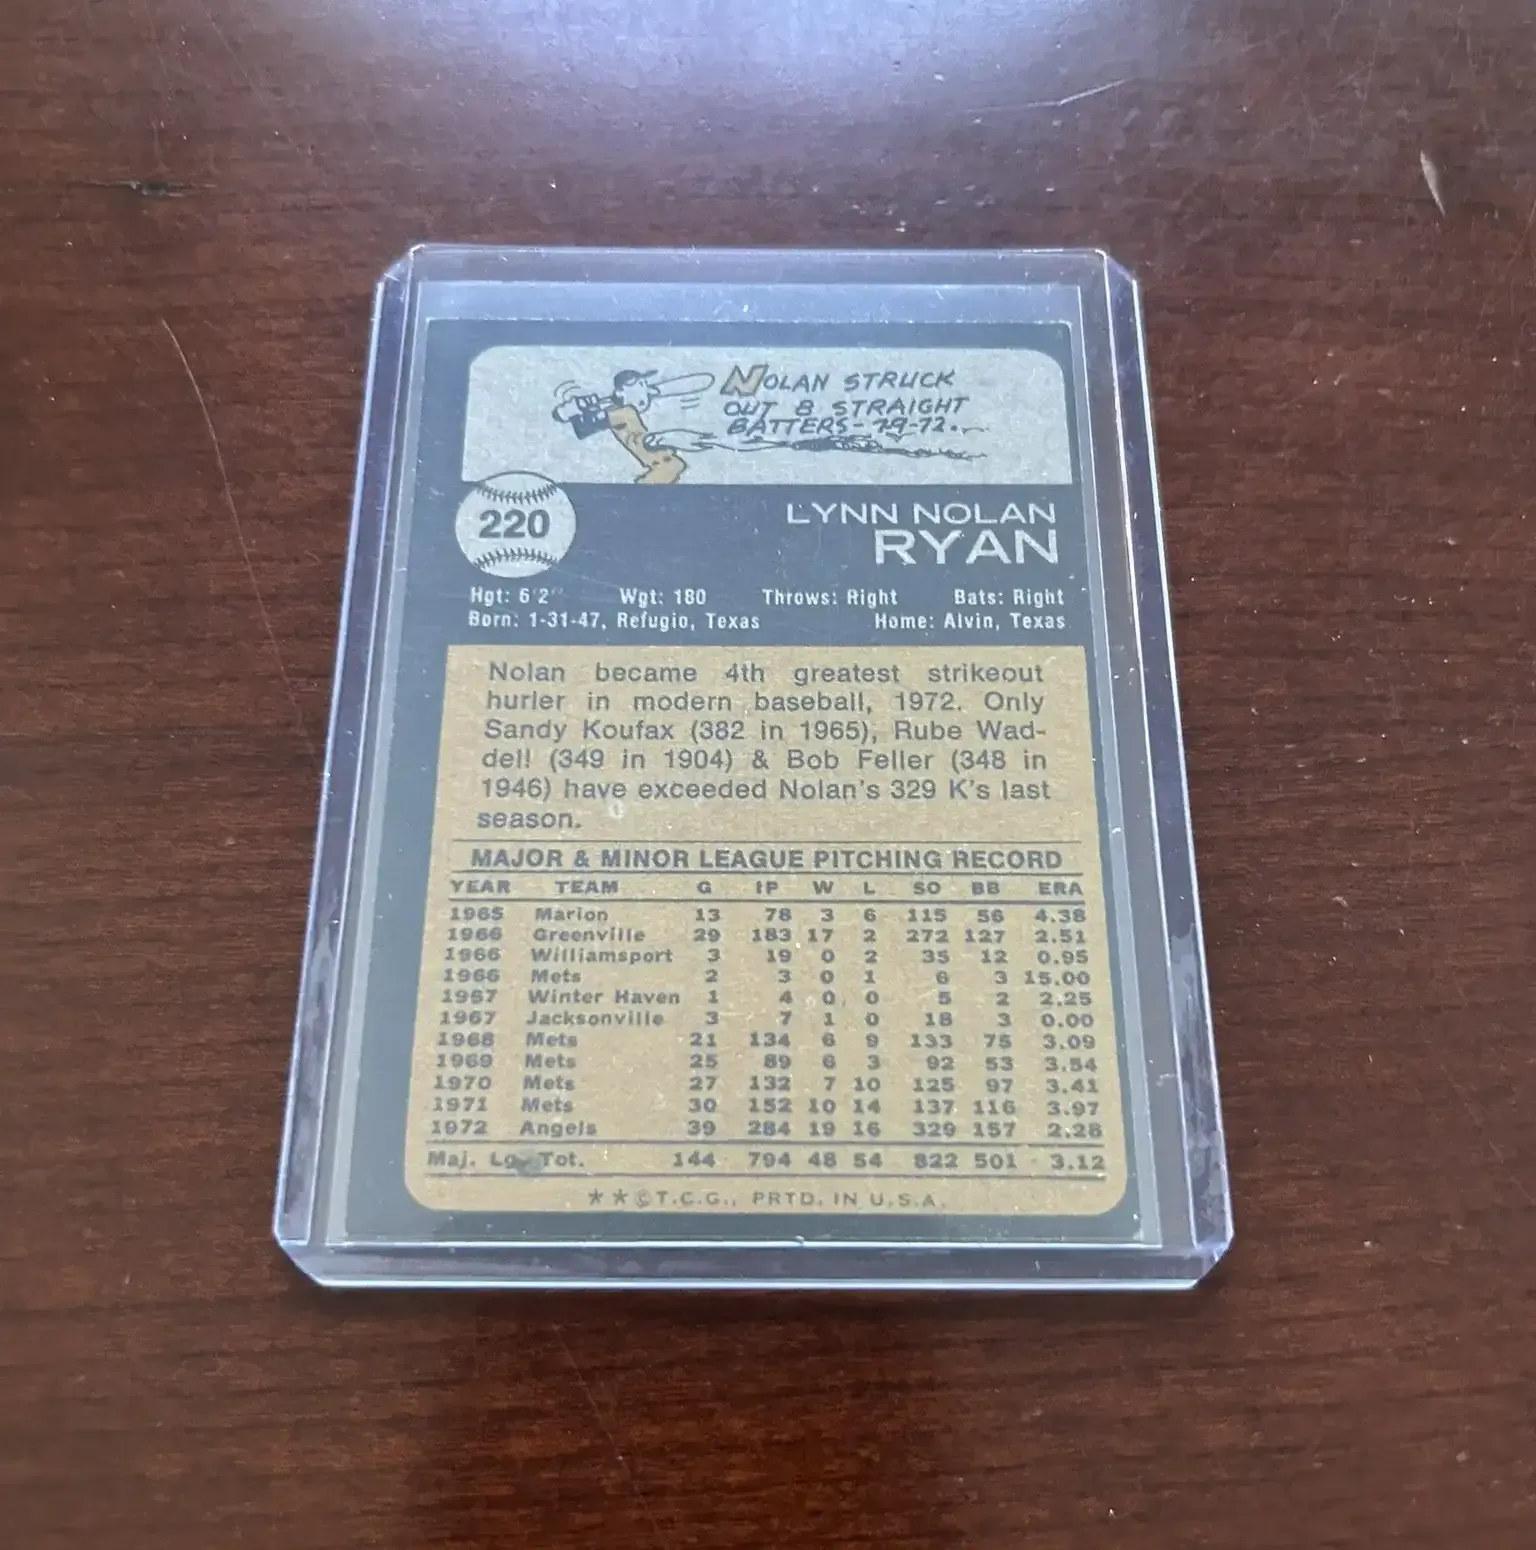 NOLAN STRUCK
OUT 8 STRAIGHT
BATTERS - 7-9-72.
220
LYNN NOLAN
RYAN
Hgt: 6'2" Wgt: 180 Throws: Right Bats: Right
Born: 1-31-47, Refugio, Texas Home: Alvin, Texas
Nolan became 4th greatest strikeout
hurler in modern baseball, 1972. Only
Sandy Koufax (382 in 1965), Rube Wad-
dell (349 in 1904) & Bob Feller (348 in
1946) have exceeded Nolan's 329 K's last
season.
MAJOR & MINOR LEAGUE PITCHING RECORD
YEAR TEAM G IP W L SO BB ERA
1965 Marion 13 78 3 6 115 56 4.38
1966 Greenville 29 183 17 2 272 127 2.51
1966 Williamsport 3 19 0 2 35 12 0.95
1966 Mets 2 3 0 1 6 3 15.00
1967 Winter Haven 1 4 0 0 5 2 2.25
1967 Jacksonville 3 7 1 0 18 3 0.00
1968 Mets 21 134 6 9 133 75 3.09
1969 Mets 25 89 6 3 92 53 3.54
1970 Mets 27 132 7 10 125 97 3.41
1971 Mets 30 152 10 14 137 116 3.97
1972 Angels 39 284 19 16 329 157 2.28
Maj. Lg. Tot. 144 794 48 54 822 501 3.12
**©T.C.G., PRTD. IN U.S.A.